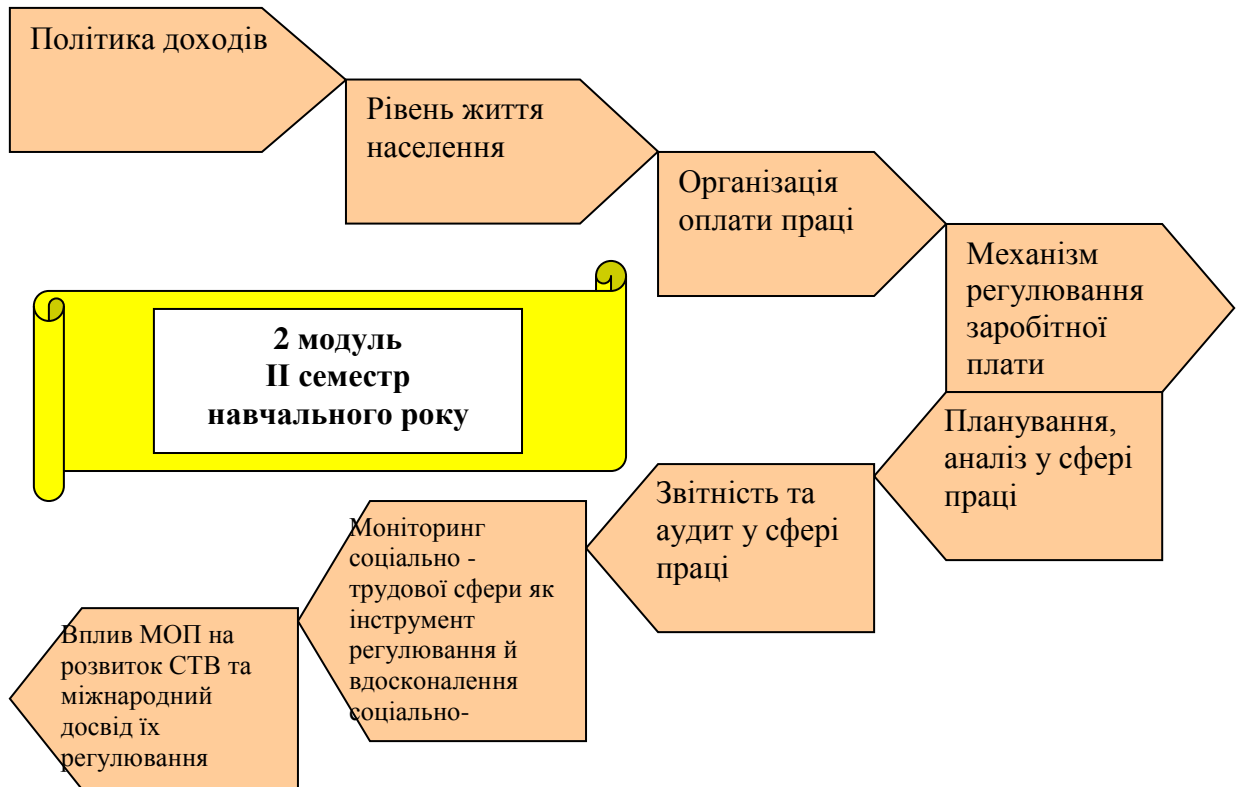 Політика доходів
Рівень життя
населення
Організація
оплати праці
Механізм
регулювання
заробітної
плати
2 модуль
ІІ семестр
навчального року
Планування,
аналіз у сфері
праці
Звітність та
аудит у сфері
праці
Моніторинг
соціально -
трудової сфери як
інструмент
регулювання й
вдосконалення
соціально-
Вплив МОП на
розвиток СТВ та
міжнародний
досвід їх
регулювання